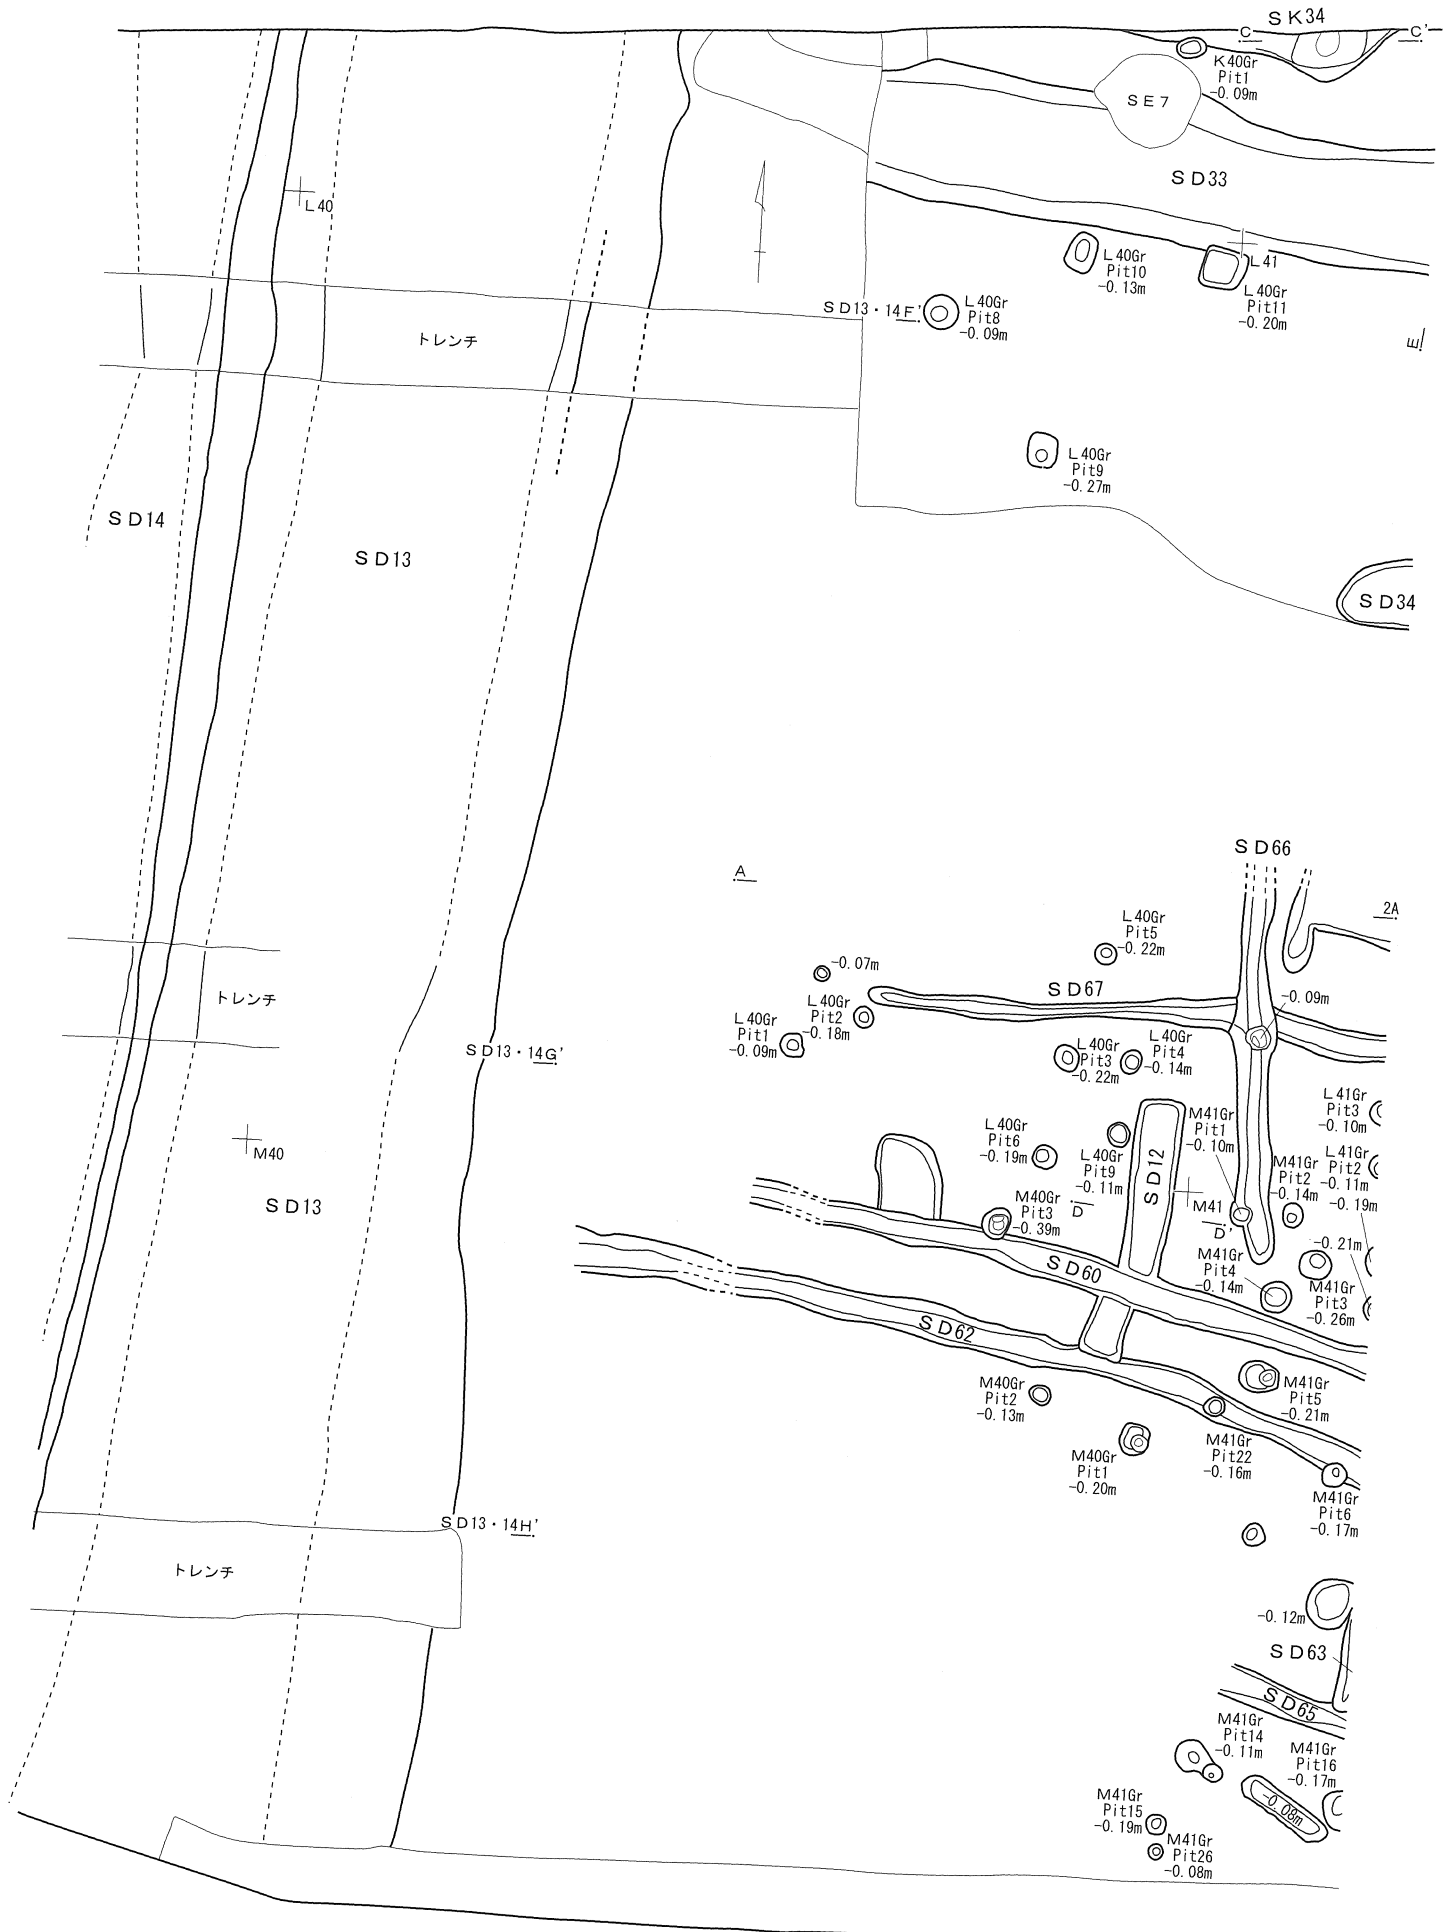 SK34
C
C'
K40Gr
Pit1
-0.09m
SE7
SD33
L40
L40Gr
Pit10
-0.13m
L41
L40Gr
Pit11
-0.20m
SD13・14F'
L40Gr
Pit8
-0.09m
E
トレンチ
L40Gr
Pit9
-0.27m
SD14
SD13
SD34
SD66
A
2A
L40Gr
Pit5
-0.22m
-0.07m
SD67
-0.09m
L40Gr
Pit2
-0.18m
L40Gr
Pit1
-0.09m
トレンチ
SD13・14G'
L40Gr
Pit3
-0.22m
L40Gr
Pit4
-0.14m
L41Gr
Pit3
-0.10m
M41Gr
Pit1
-0.10m
L40Gr
Pit6
-0.19m
L40Gr
Pit9
-0.11m
SD12
M41Gr
Pit2
-0.14m
L41Gr
Pit2
-0.11m
-0.19m
M40
SD13
M40Gr
Pit3
-0.39m
D
M41
D'
-0.21m
M41Gr
Pit4
-0.14m
SD60
M41Gr
Pit3
-0.26m
SD62
M40Gr
Pit2
-0.13m
M41Gr
Pit5
-0.21m
M41Gr
Pit22
-0.16m
M40Gr
Pit1
-0.20m
M41Gr
Pit6
-0.17m
SD13・14H'
トレンチ
-0.12m
SD63
SD65
M41Gr
Pit14
-0.11m
M41Gr
Pit16
-0.17m
-0.08m
M41Gr
Pit15
-0.19m
M41Gr
Pit26
-0.08m